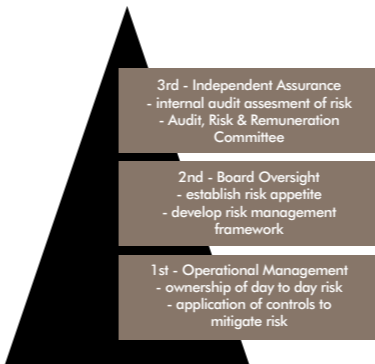 3rd - Independent Assurance
- internal audit assesment of risk
- Audit, Risk & Remuneration
Committee
2nd - Board Oversight
- establish risk appetite
- develop risk management
framework
1st - Operational Management
- ownership of day to day risk
- application of controls to
mitigate risk